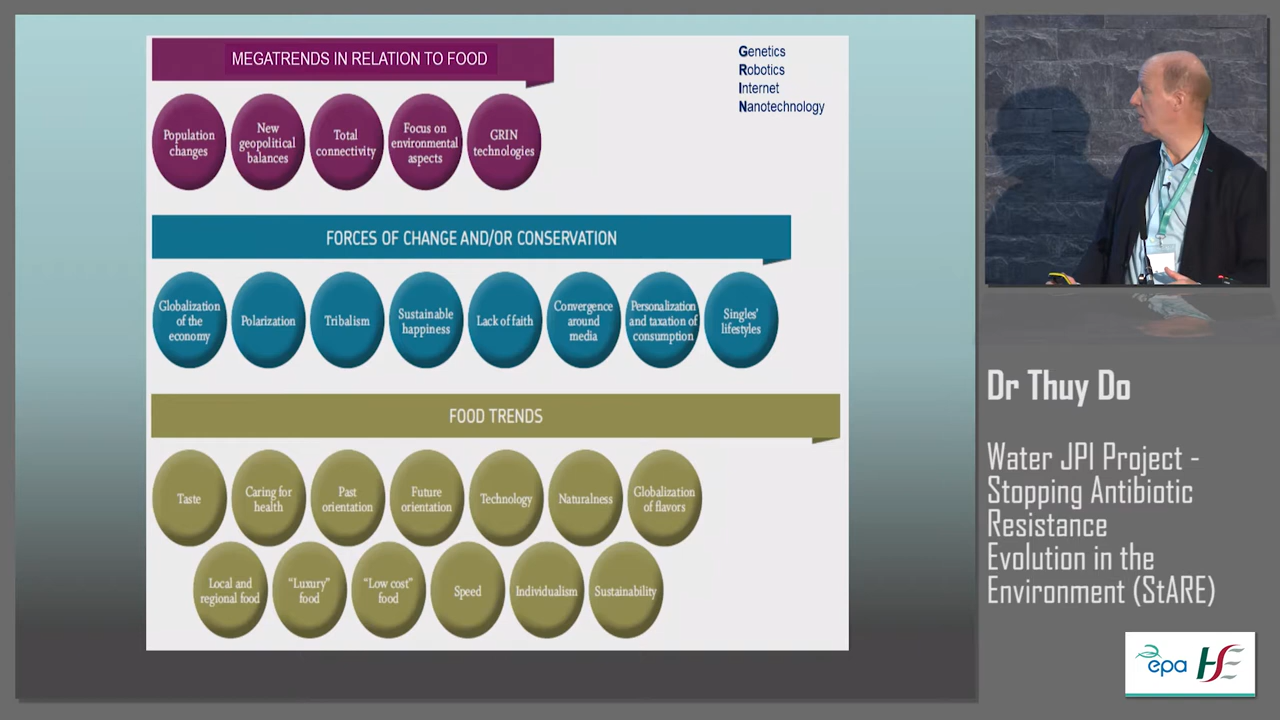 MEGATRENDS IN RELATION TO FOOD
Genetics
Robotics
Internet
Nanotechnology
Population
changes
New
geopolitical
balances
Total
connectivity
Focus on
environmental
aspects
GRIN
technologies
FORCES OF CHANGE AND/OR CONSERVATION
Globalization
of the
economy
Polarization
Tribalism
Sustainable
happiness
Lack of faith
Convergence
around
media
Personalization
and taxation of
consumption
Singles'
lifestyles
FOOD TRENDS
Taste
Caring for
health
Past
orientation
Future
orientation
Technology
Naturalness
Globalization
of flavors
Local and
regional food
“Luxury”
food
“Low cost”
food
Speed
Individualism
Sustainability
Dr Thuy Do
Water JPI Project -
Stopping Antibiotic
Resistance
Evolution in the
Environment (StARE)
epa
HSE